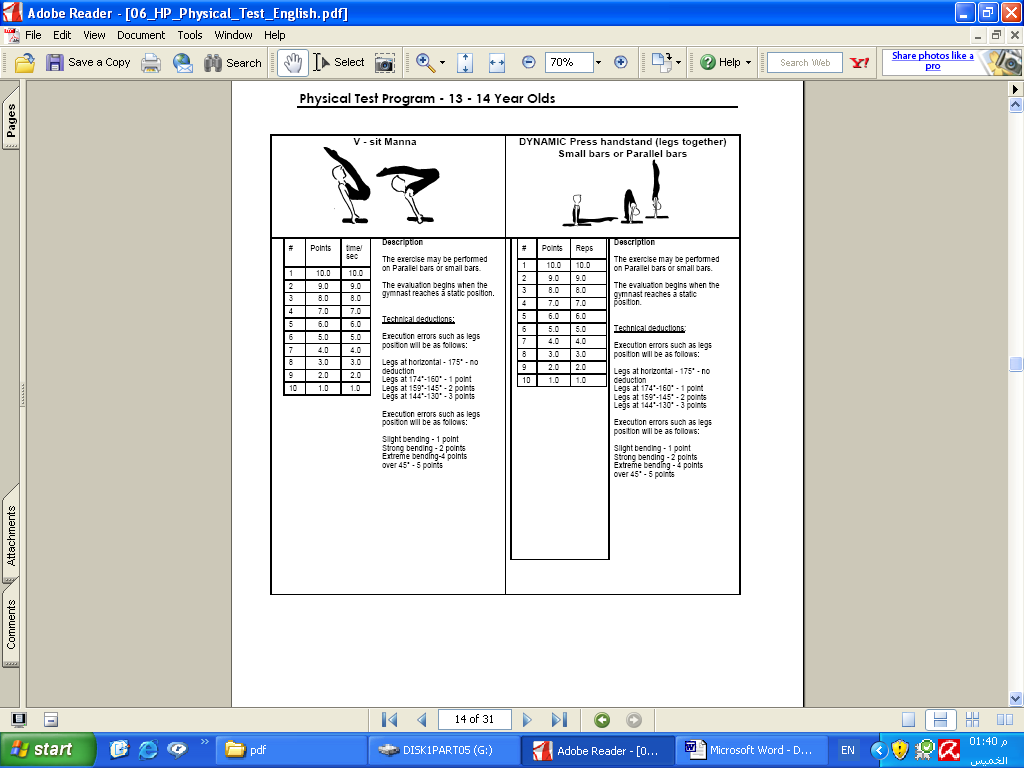 Adobe Reader - [06_HP_Physical_Test_English.pdf]
File Edit View Document Tools Window Help
Save a Copy Search Select 70% Help Search Web Y! Share photos like a pro
Pages
Attachments
Comments
Physical Test Program - 13 - 14 Year Olds
V - sit Manna
# Points time/ sec
1 10.0 10.0
2 9.0 9.0
3 8.0 8.0
4 7.0 7.0
5 6.0 6.0
6 5.0 5.0
7 4.0 4.0
8 3.0 3.0
9 2.0 2.0
10 1.0 1.0
Description
The exercise may be performed
on Parallel bars or small bars.
The evaluation begins when the
gymnast reaches a static position.
Technical deductions:
Execution errors such as legs
position will be as follows:
Legs at horizontal - 175° - no
deduction
Legs at 174°-160° - 1 point
Legs at 159°-145° - 2 points
Legs at 144°-130° - 3 points
Execution errors such as legs
position will be as follows:
Slight bending - 1 point
Strong bending - 2 points
Extreme bending-4 points
over 45° - 5 points
DYNAMIC Press handstand (legs together)
Small bars or Parallel bars
# Points Reps
1 10.0 10.0
2 9.0 9.0
3 8.0 8.0
4 7.0 7.0
5 6.0 6.0
6 5.0 5.0
7 4.0 4.0
8 3.0 3.0
9 2.0 2.0
10 1.0 1.0
Description
The exercise may be performed
on Parallel bars or small bars.
The evaluation begins when the
gymnast reaches a static
position.
Technical deductions:
Execution errors such as legs
position will be as follows:
Legs at horizontal - 175° - no
deduction
Legs at 174°-160° - 1 point
Legs at 159°-145° - 2 points
Legs at 144°-130° - 3 points
Execution errors such as legs
position will be as follows:
Slight bending - 1 point
Strong bending - 2 points
Extreme bending - 4 points
over 45° - 5 points
14 of 31
start pdf DISK1PART05 (G:) Adobe Reader - [0... Microsoft Word - D... EN 01:40 م
الخميس